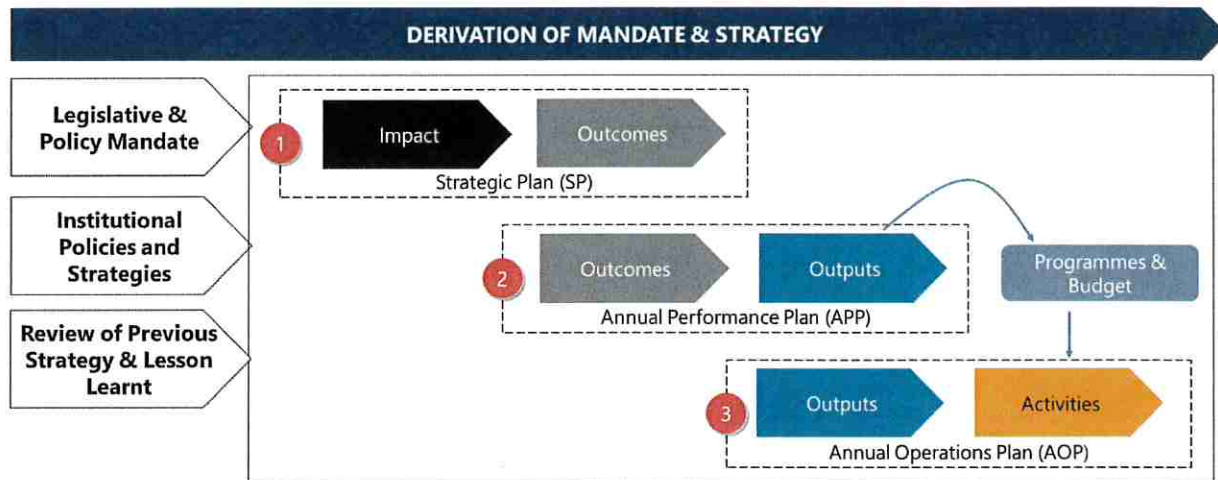 DERIVATION OF MANDATE & STRATEGY
Legislative &
Policy Mandate
Institutional
Policies and
Strategies
Review of Previous
Strategy & Lesson
Learnt
1
Impact
Outcomes
Strategic Plan (SP)
2
Outcomes
Outputs
Annual Performance Plan (APP)
Programmes &
Budget
3
Outputs
Activities
Annual Operations Plan (AOP)